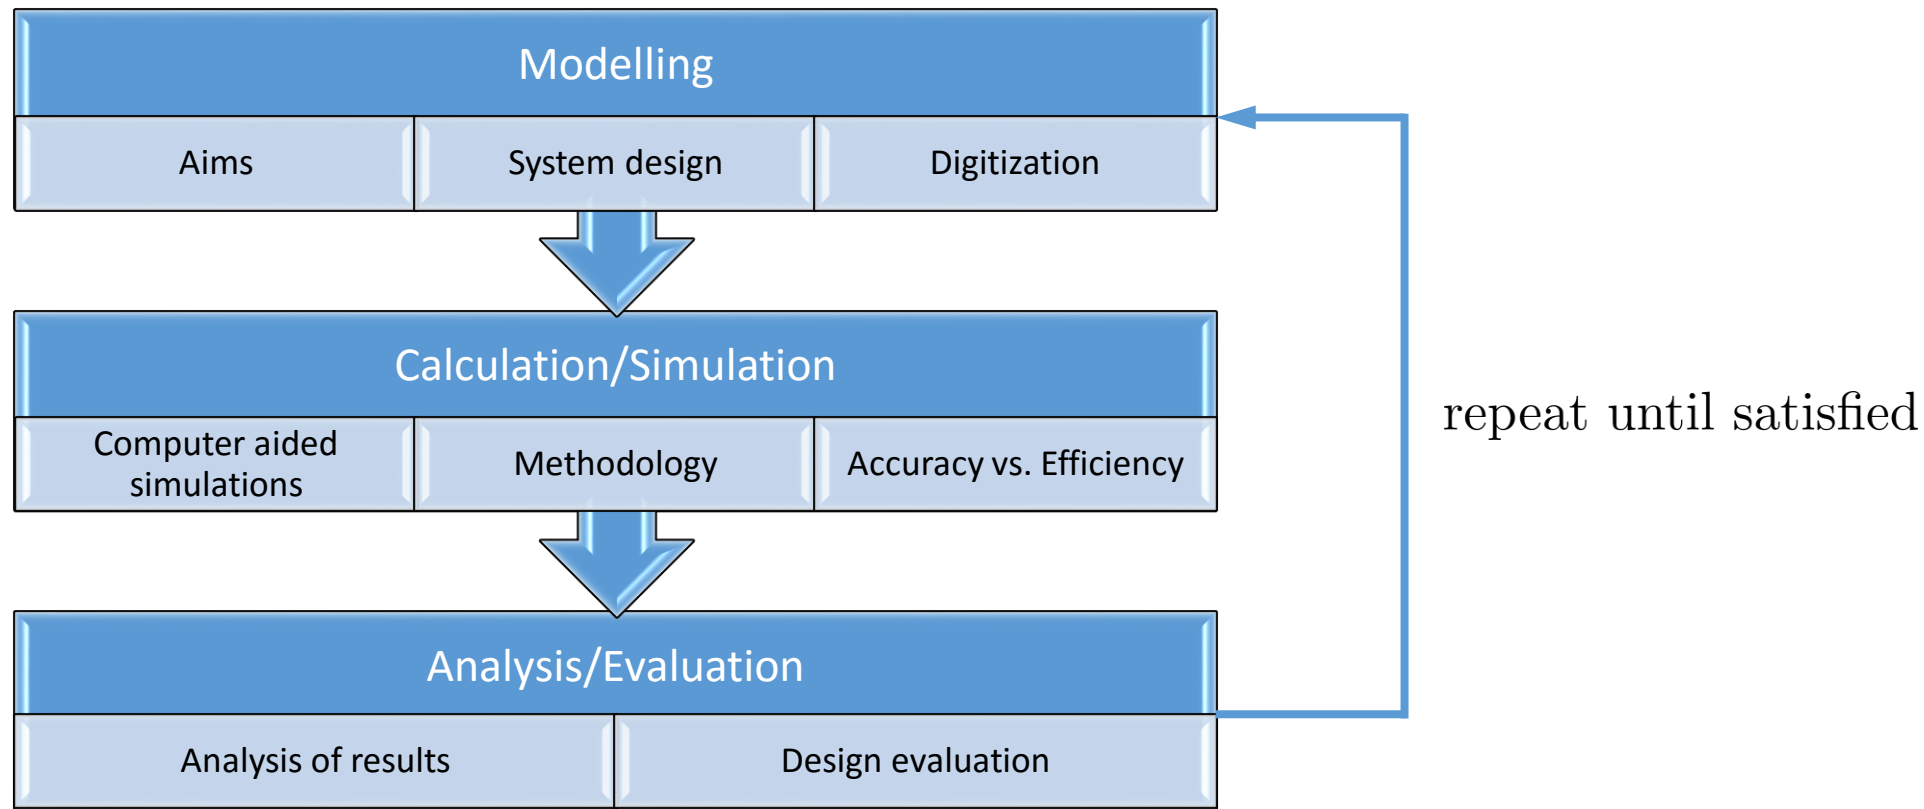 Modelling
Aims
System design
Digitization
Calculation/Simulation
Computer aided
simulations
Methodology
Accuracy vs. Efficiency
repeat until satisfied
Analysis/Evaluation
Analysis of results
Design evaluation